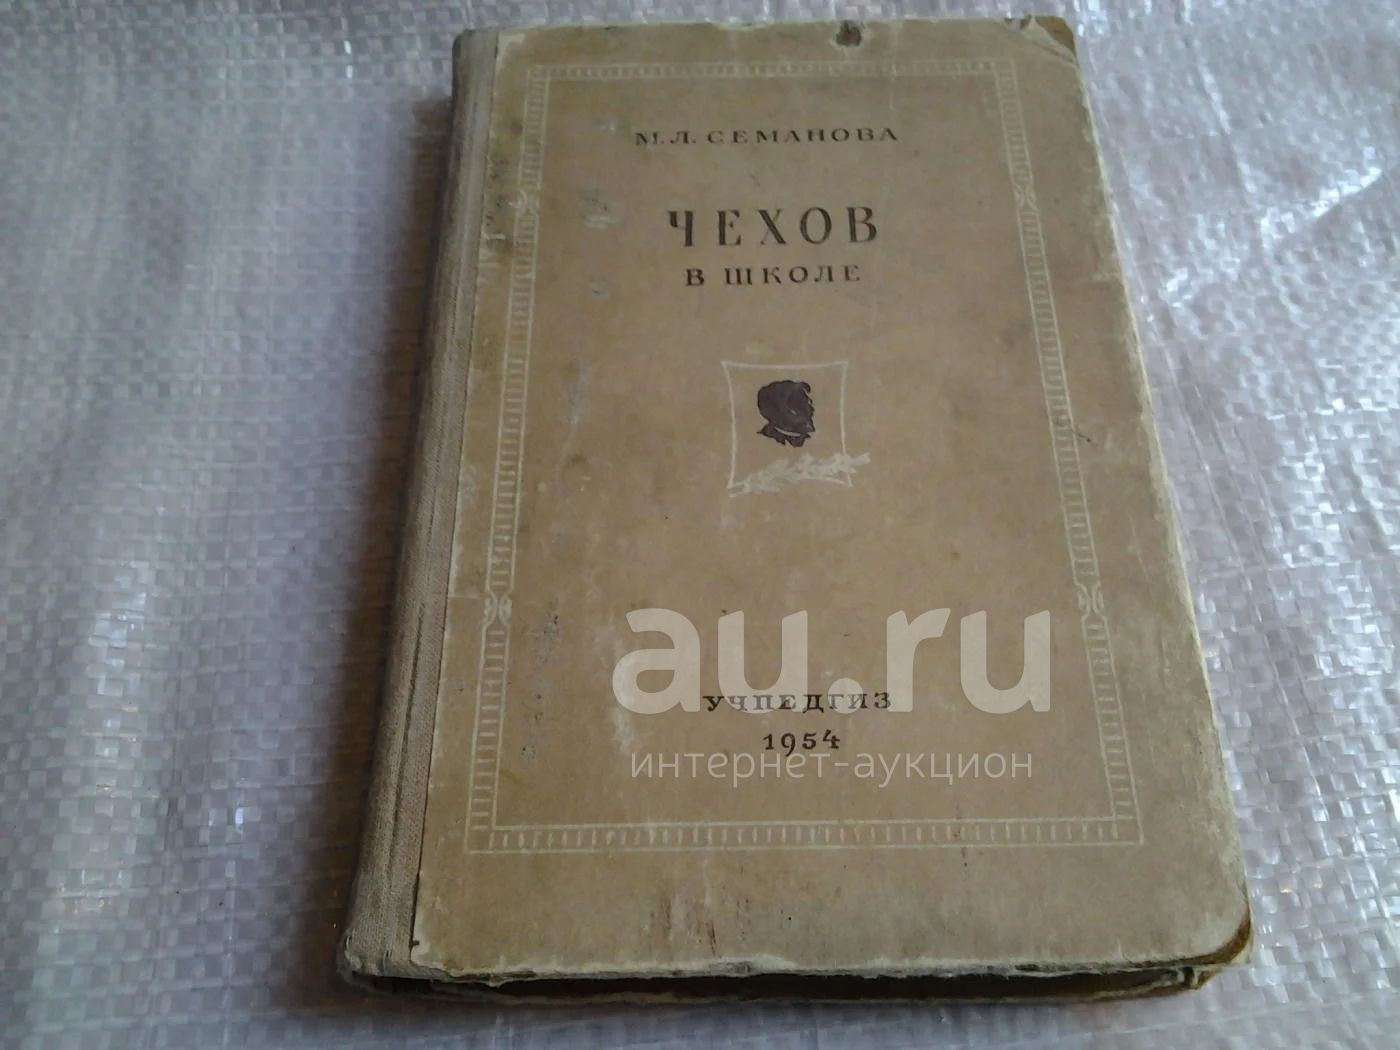 М. Л. СЕМАНОВА
ЧЕХОВ
В ШКОЛЕ
au.ru
УЧПЕДГИЗ
1954
интернет-аукцион